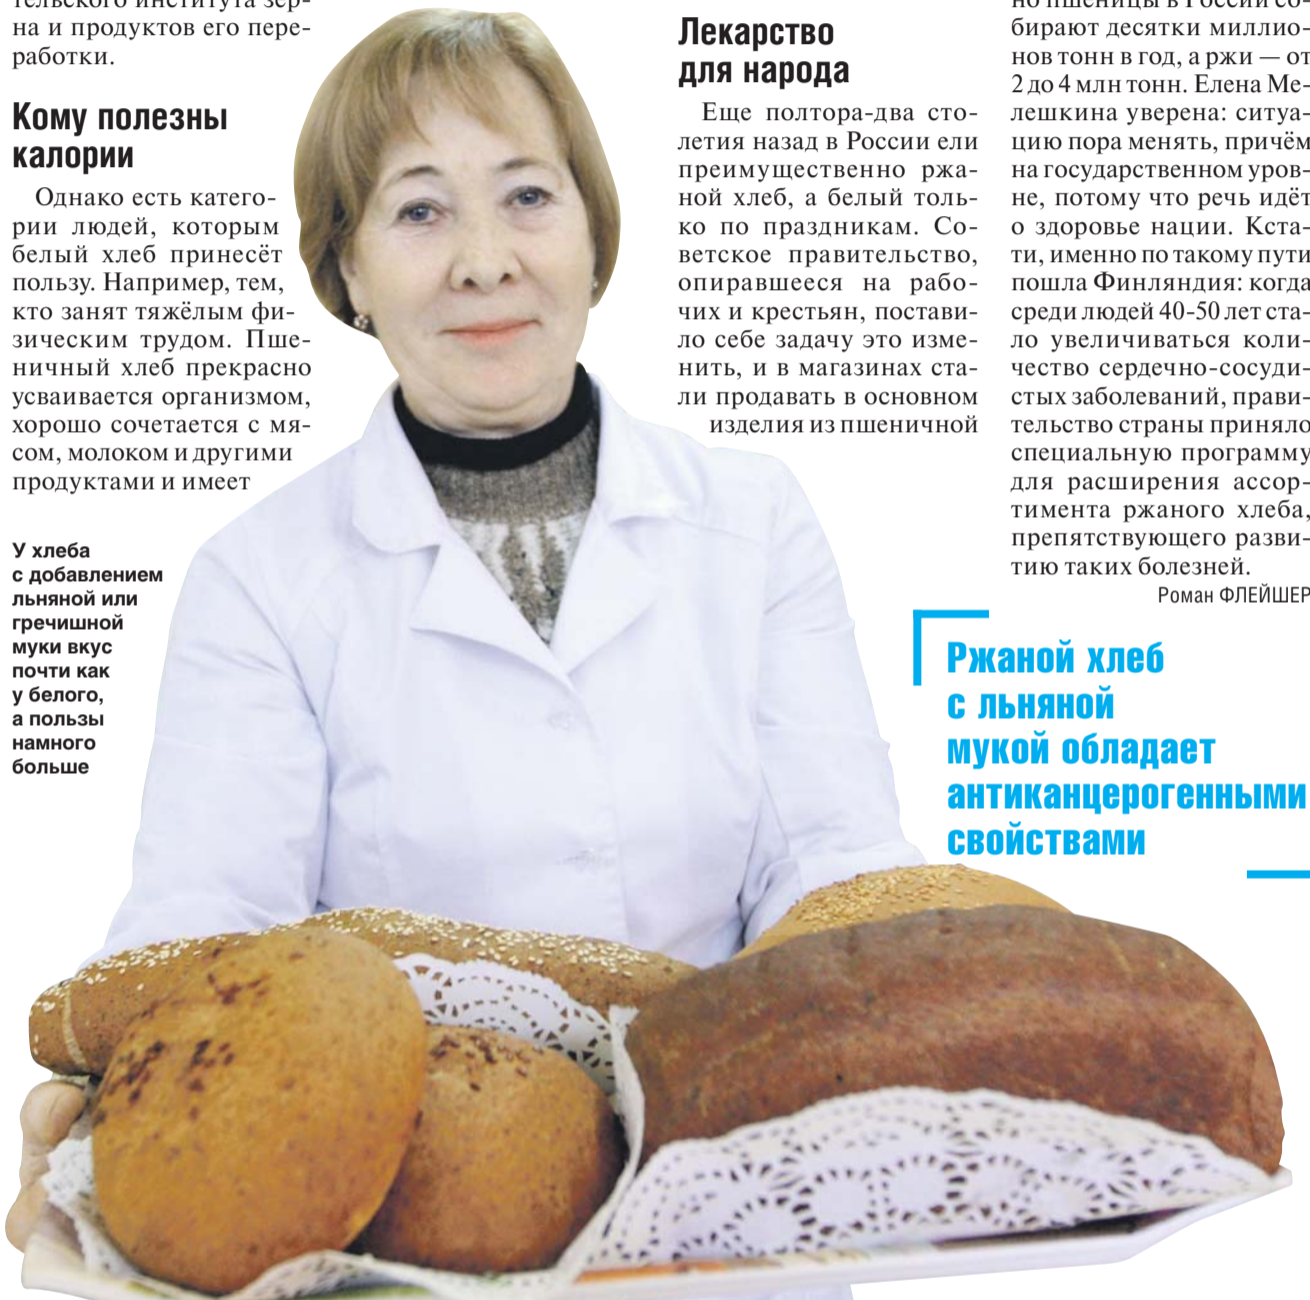 тельского института зер-
на и продуктов его пере-
работки.
Кому полезны
калории
Однако есть катего-
рии людей, которым
белый хлеб принесёт
пользу. Например, тем,
кто занят тяжёлым фи-
зическим трудом. Пше-
ничный хлеб прекрасно
усваивается организмом,
хорошо сочетается с мя-
сом, молоком и другими
продуктами и имеет
У хлеба
с добавлением
льняной или
гречишной
муки вкус
почти как
у белого,
а пользы
намного
больше
Лекарство
для народа
Еще полтора-два сто-
летия назад в России ели
преимущественно ржа-
ной хлеб, а белый толь-
ко по праздникам. Со-
ветское правительство,
опиравшееся на рабо-
чих и крестьян, постави-
ло себе задачу это изме-
нить, и в магазинах ста-
ли продавать в основном
изделия из пшеничной
но пшеницы в России со-
бирают десятки миллио-
нов тонн в год, а ржи — от
2 до 4 млн тонн. Елена Ме-
лешкина уверена: ситуа-
цию пора менять, причём
на государственном уров-
не, потому что речь идёт
о здоровье нации. Кста-
ти, именно по такому пути
пошла Финляндия: когда
среди людей 40-50 лет ста-
ло увеличиваться коли-
чество сердечно-сосуди-
стых заболеваний, прави-
тельство страны приняло
специальную программу
для расширения ассор-
тимента ржаного хлеба,
препятствующего разви-
тию таких болезней.
Роман ФЛЕЙШЕР
Ржаной хлеб
с льняной
мукой обладает
антиканцерогенными
свойствами